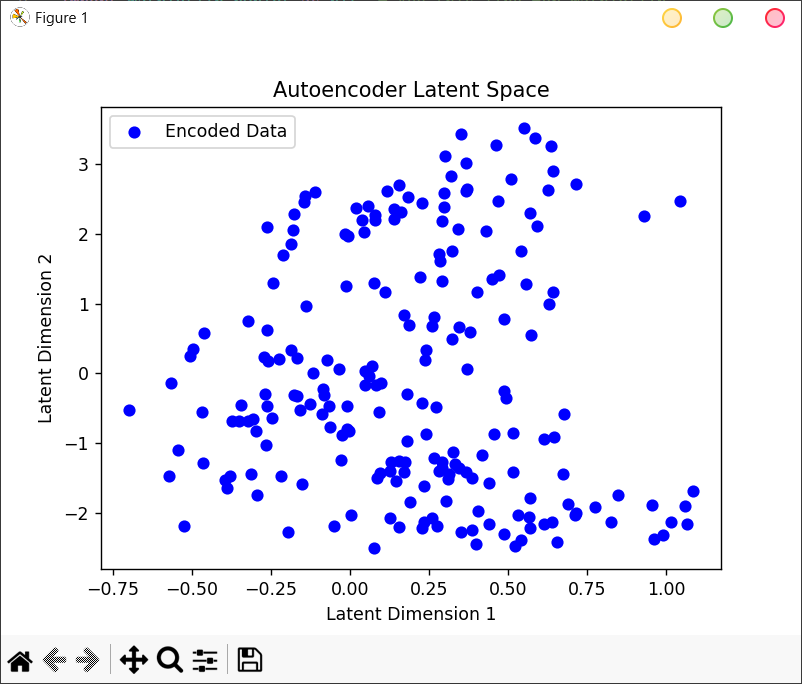 Figure 1
Autoencoder Latent Space
Encoded Data
3
2
1
0
−1
−2
Latent Dimension 2
−0.75 −0.50 −0.25 0.00 0.25 0.50 0.75 1.00
Latent Dimension 1